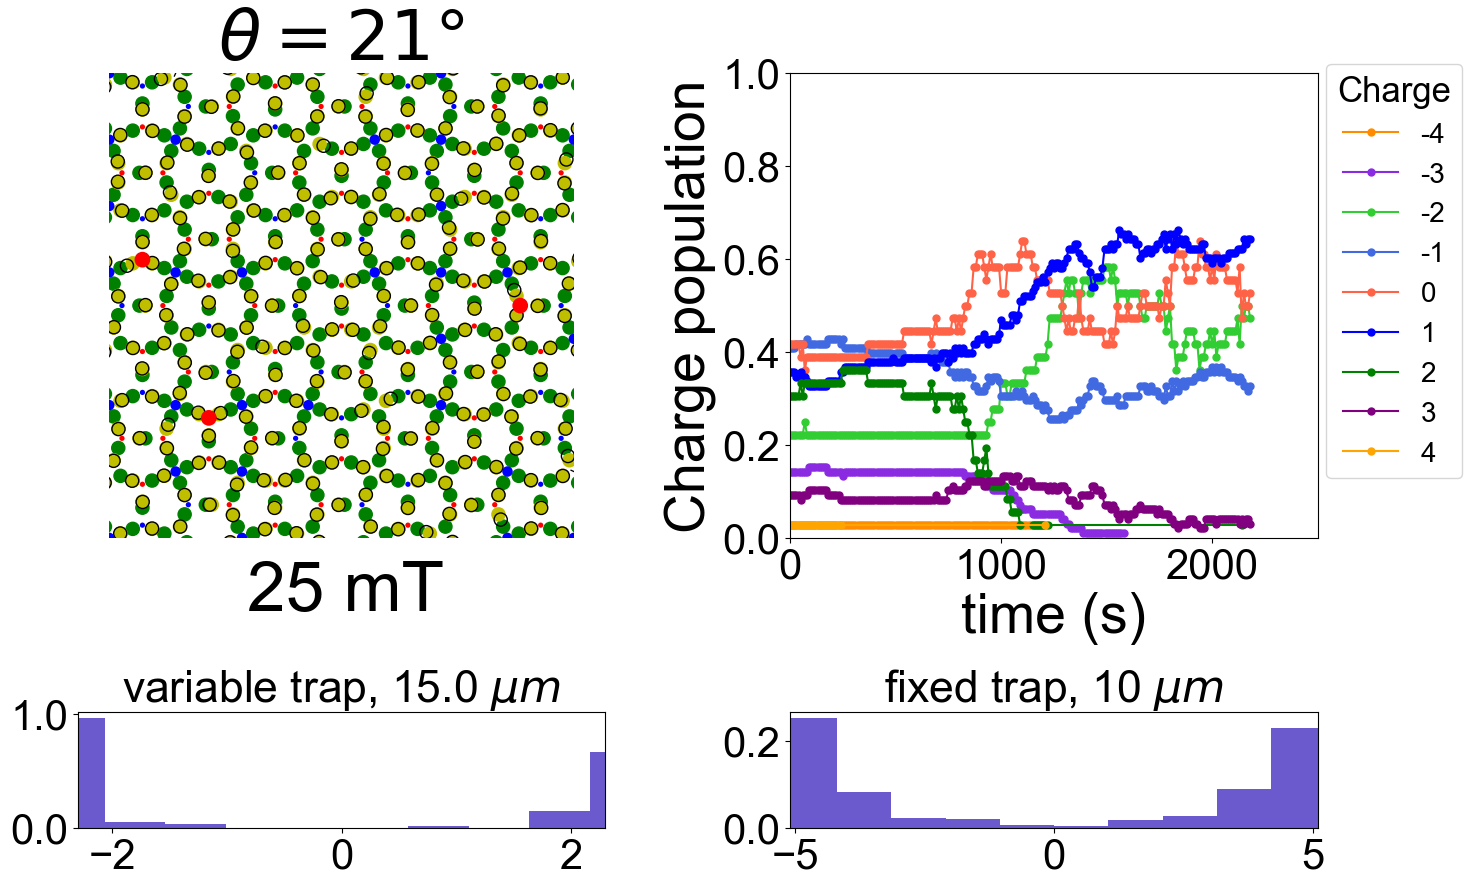 θ = 21°
25 mT
Charge population
1.0
0.8
0.6
0.4
0.2
0.0
0 1000 2000
time (s)
Charge
-4
-3
-2
-1
0
1
2
3
4
variable trap, 15.0 μm
1.0
0.0
−2 0 2
fixed trap, 10 μm
0.2
0.0
−5 0 5